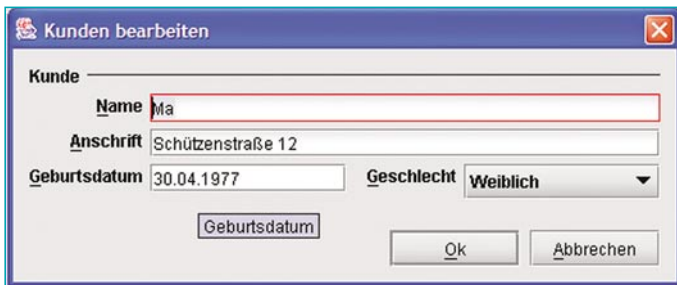 Kunden bearbeiten
Kunde
Name Ma
Anschrift Schützenstraße 12
Geburtsdatum 30.04.1977 Geschlecht Weiblich
Geburtsdatum
Ok Abbrechen